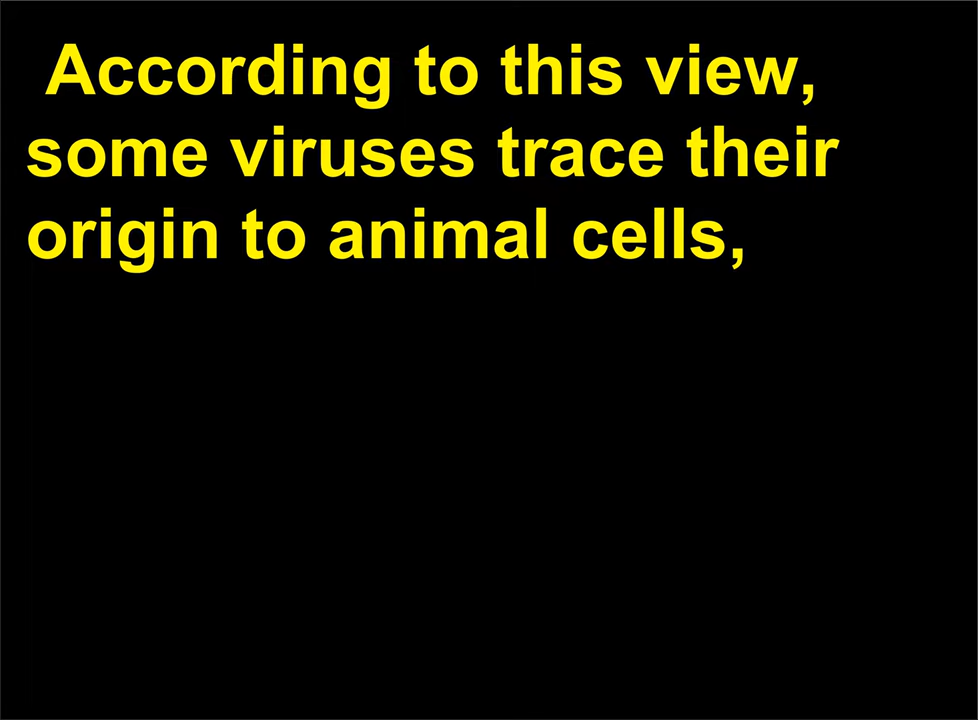 According to this view,
some viruses trace their
origin to animal cells,